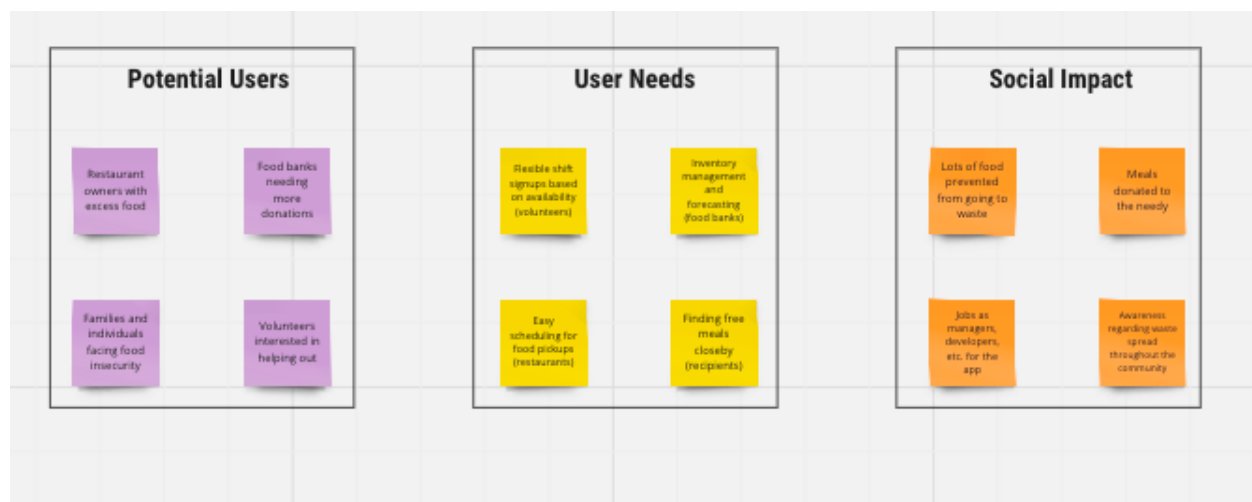 Potential Users
Restaurant
owners with
excess food
Food banks
needing
more
donations
Families and
individuals
facing food
insecurity
Volunteers
interested in
helping out
User Needs
Flexible shift
signups based
on availability
(volunteers)
Inventory
management
and
forecasting
(food banks)
Easy
scheduling for
food pickups
(restaurants)
Finding free
meals
closeby
(recipients)
Social Impact
Lots of food
prevented
from going to
waste
Meals
donated to
the needy
Jobs as
managers,
developers,
etc. for the
app
Awareness
regarding waste
spread
throughout the
community